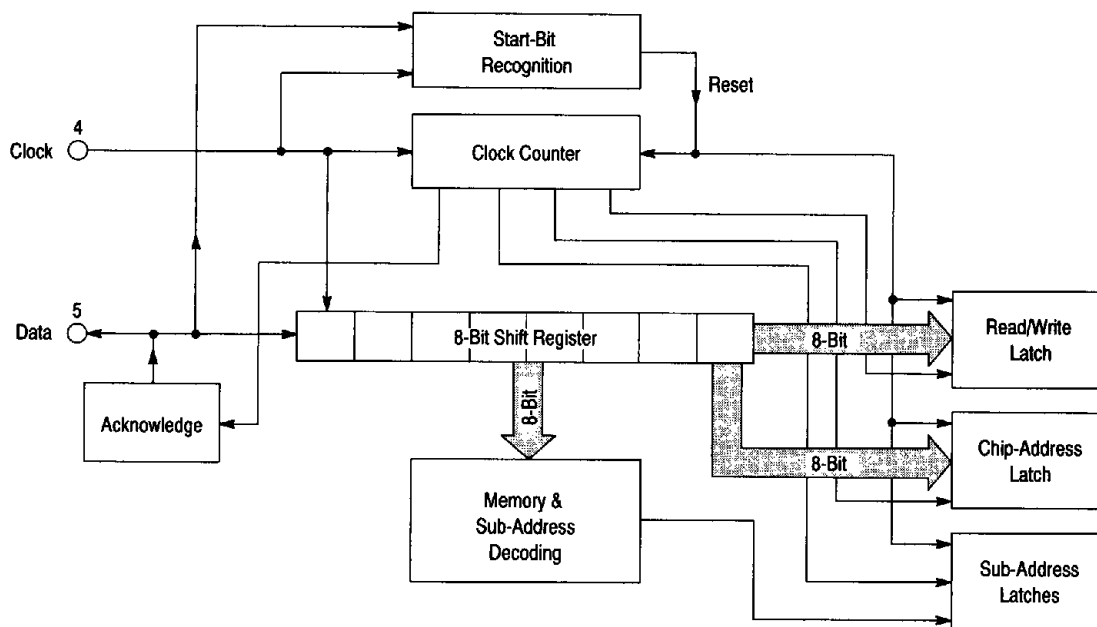 Start-Bit
Recognition
Reset
4
Clock
Clock Counter
5
Data
8-Bit Shift Register
8-Bit
Read/Write
Latch
Acknowledge
8-Bit
8-Bit
Chip-Address
Latch
Memory &
Sub-Address
Decoding
Sub-Address
Latches